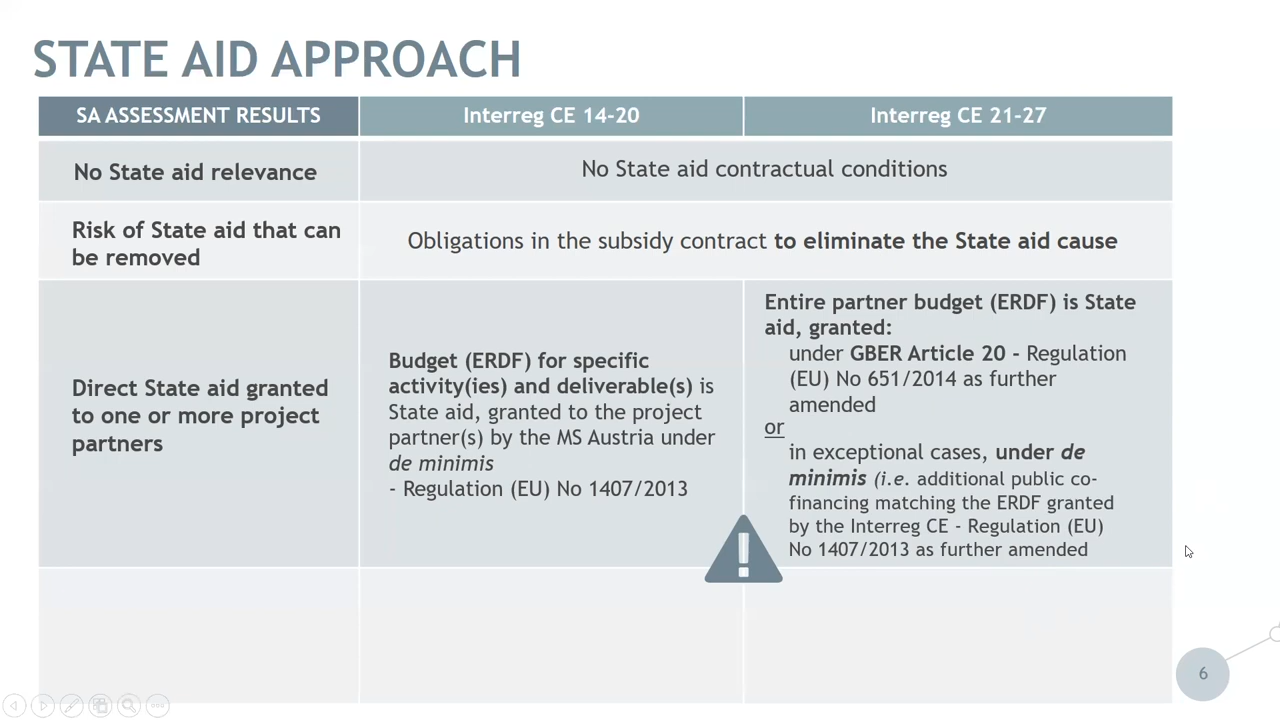 STATE AID APPROACH
SA ASSESSMENT RESULTS
Interreg CE 14-20
Interreg CE 21-27
No State aid relevance
No State aid contractual conditions
Risk of State aid that can
be removed
Obligations in the subsidy contract to eliminate the State aid cause
Direct State aid granted
to one or more project
partners
Budget (ERDF) for specific
activity(ies) and deliverable(s) is
State aid, granted to the project
partner(s) by the MS Austria under
de minimis
- Regulation (EU) No 1407/2013
Entire partner budget (ERDF) is State
aid, granted:
under GBER Article 20 - Regulation
(EU) No 651/2014 as further
amended
or
in exceptional cases, under de
minimis (i.e. additional public co-
financing matching the ERDF granted
by the Interreg CE - Regulation (EU)
No 1407/2013 as further amended
6